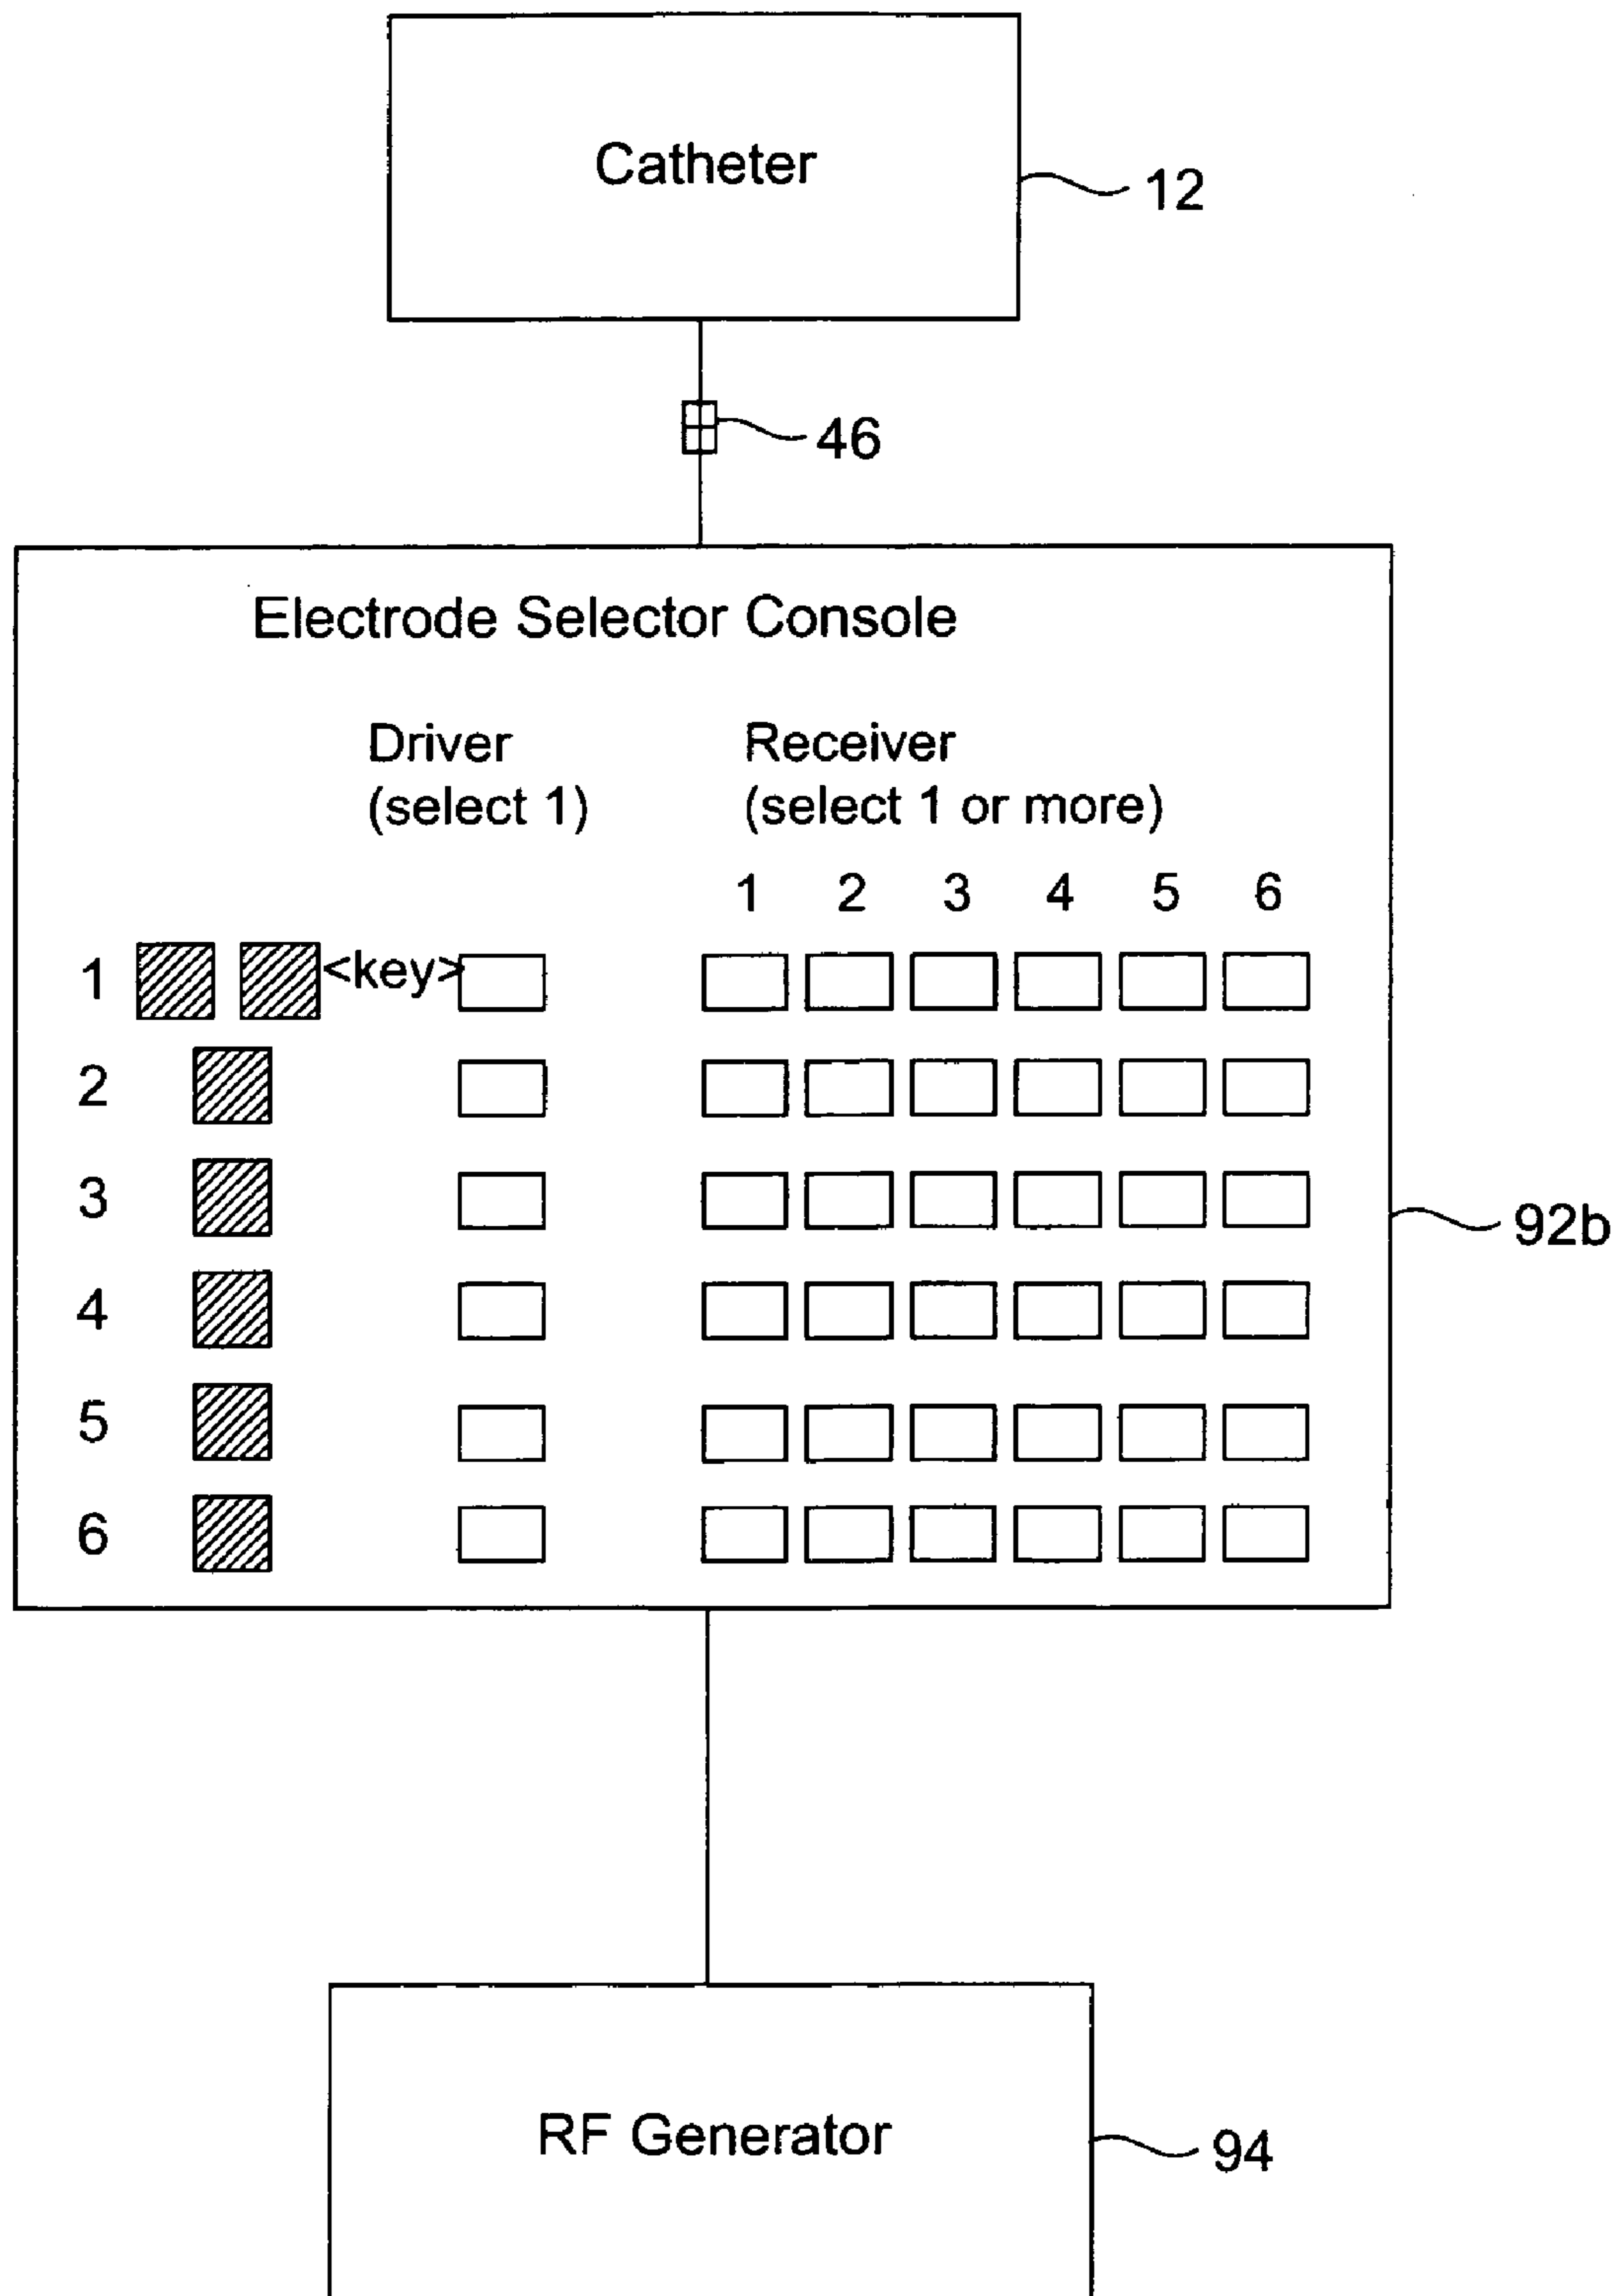 Catheter
12
46
Electrode Selector Console
Driver Receiver
(select 1) (select 1 or more)
1 2 3 4 5 6
1 <key>
2
3
92b
4
5
6
RF Generator
94